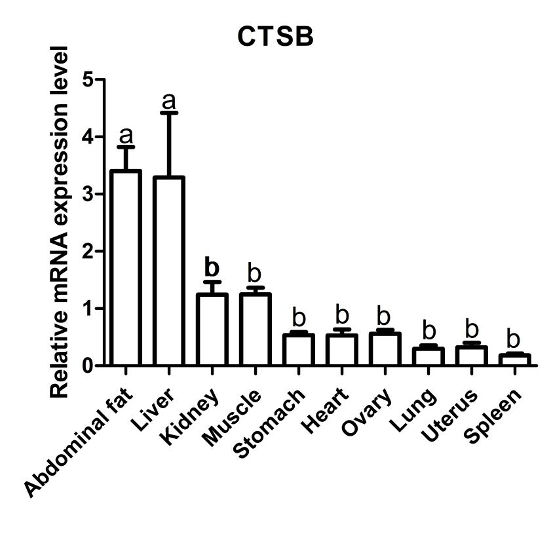 CTSB
Relative mRNA expression level
5
4
3
2
1
0
a
a
b
b
b
b
b
b
b
b
Abdominal fat
Liver
Kidney
Muscle
Stomach
Heart
Ovary
Lung
Uterus
Spleen